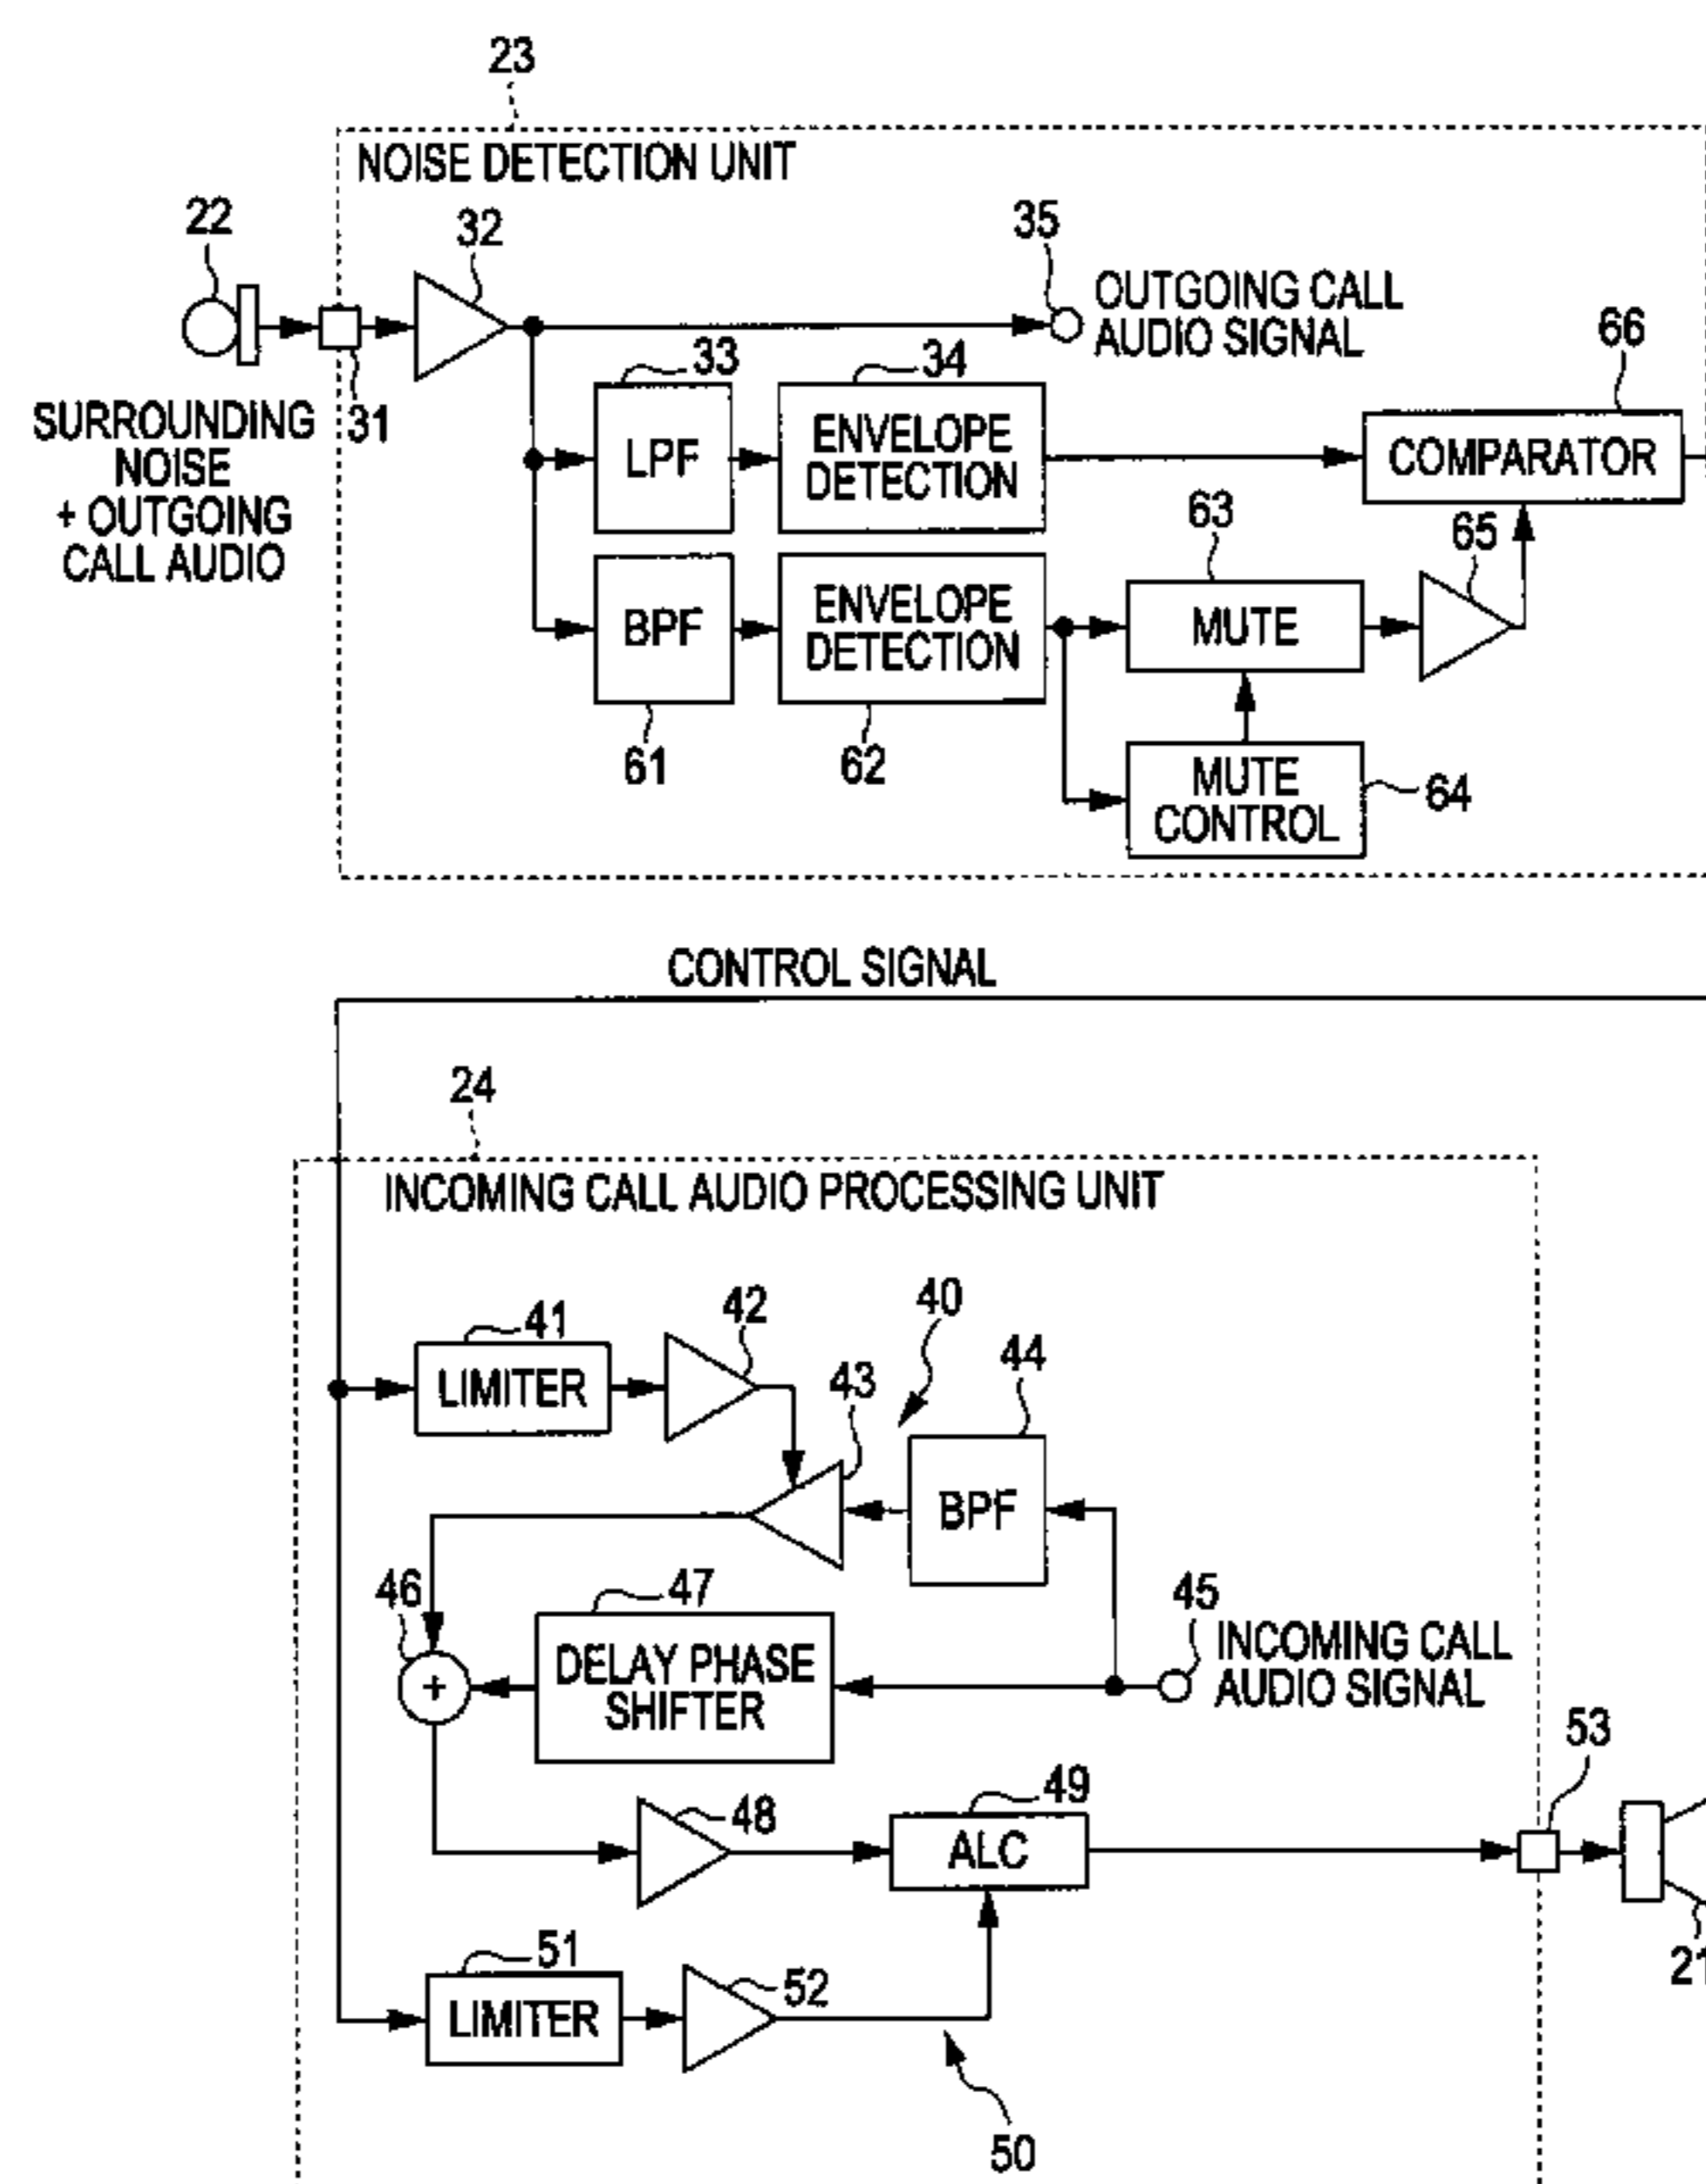 23
NOISE DETECTION UNIT
22
32
35
OUTGOING CALL
AUDIO SIGNAL
66
31
33
34
SURROUNDING
NOISE
+ OUTGOING
CALL AUDIO
LPF
ENVELOPE
DETECTION
COMPARATOR
63
65
BPF
ENVELOPE
DETECTION
MUTE
61
62
MUTE
CONTROL
64
CONTROL SIGNAL
24
INCOMING CALL AUDIO PROCESSING UNIT
41
42
40
44
LIMITER
43
BPF
46
47
45
DELAY PHASE
SHIFTER
+
INCOMING CALL
AUDIO SIGNAL
53
48
49
ALC
51
52
LIMITER
21
50